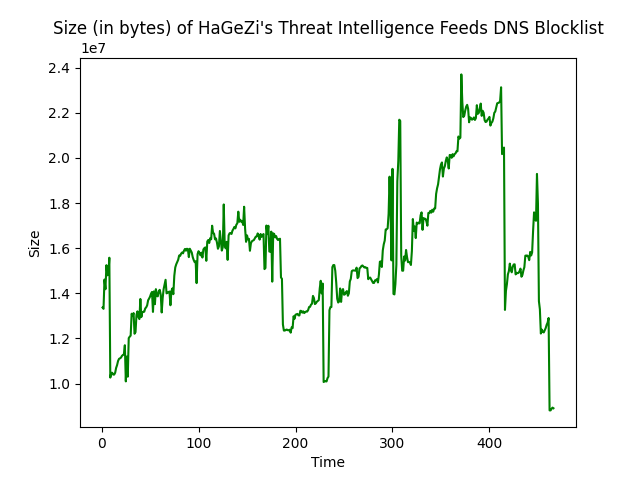 Size (in bytes) of HaGeZi's Threat Intelligence Feeds DNS Blocklist
1e7
2.4
2.2
2.0
1.8
1.6
1.4
1.2
1.0
Size
0 100 200 300 400
Time